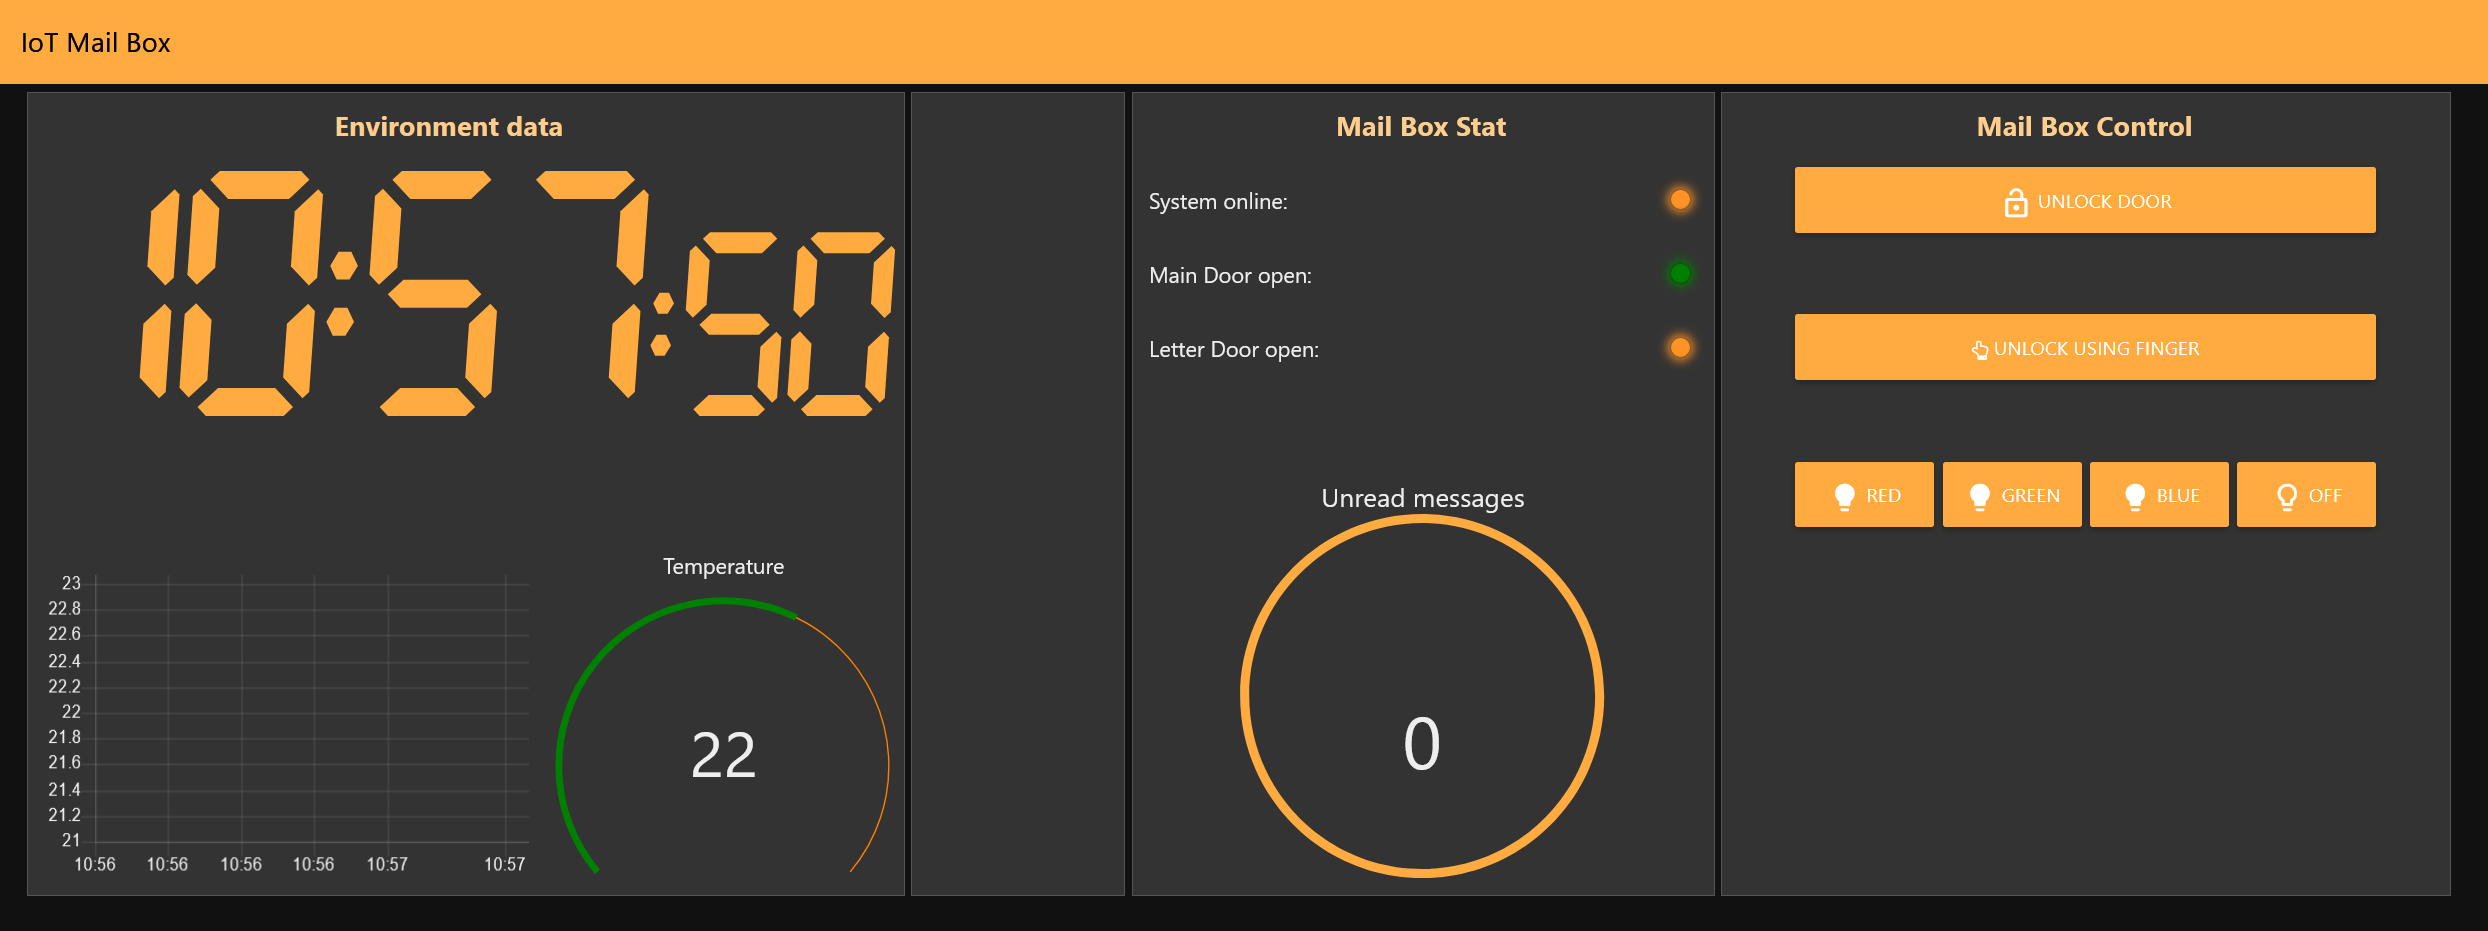 IoT Mail Box
Environment data
10:57:50
23
22.8
22.6
22.4
22.2
22
21.8
21.6
21.4
21.2
21
10:56 10:56 10:56 10:56 10:57 10:57
Temperature
22
Mail Box Stat
System online:
Main Door open:
Letter Door open:
Unread messages
0
Mail Box Control
UNLOCK DOOR
UNLOCK USING FINGER
RED GREEN BLUE OFF